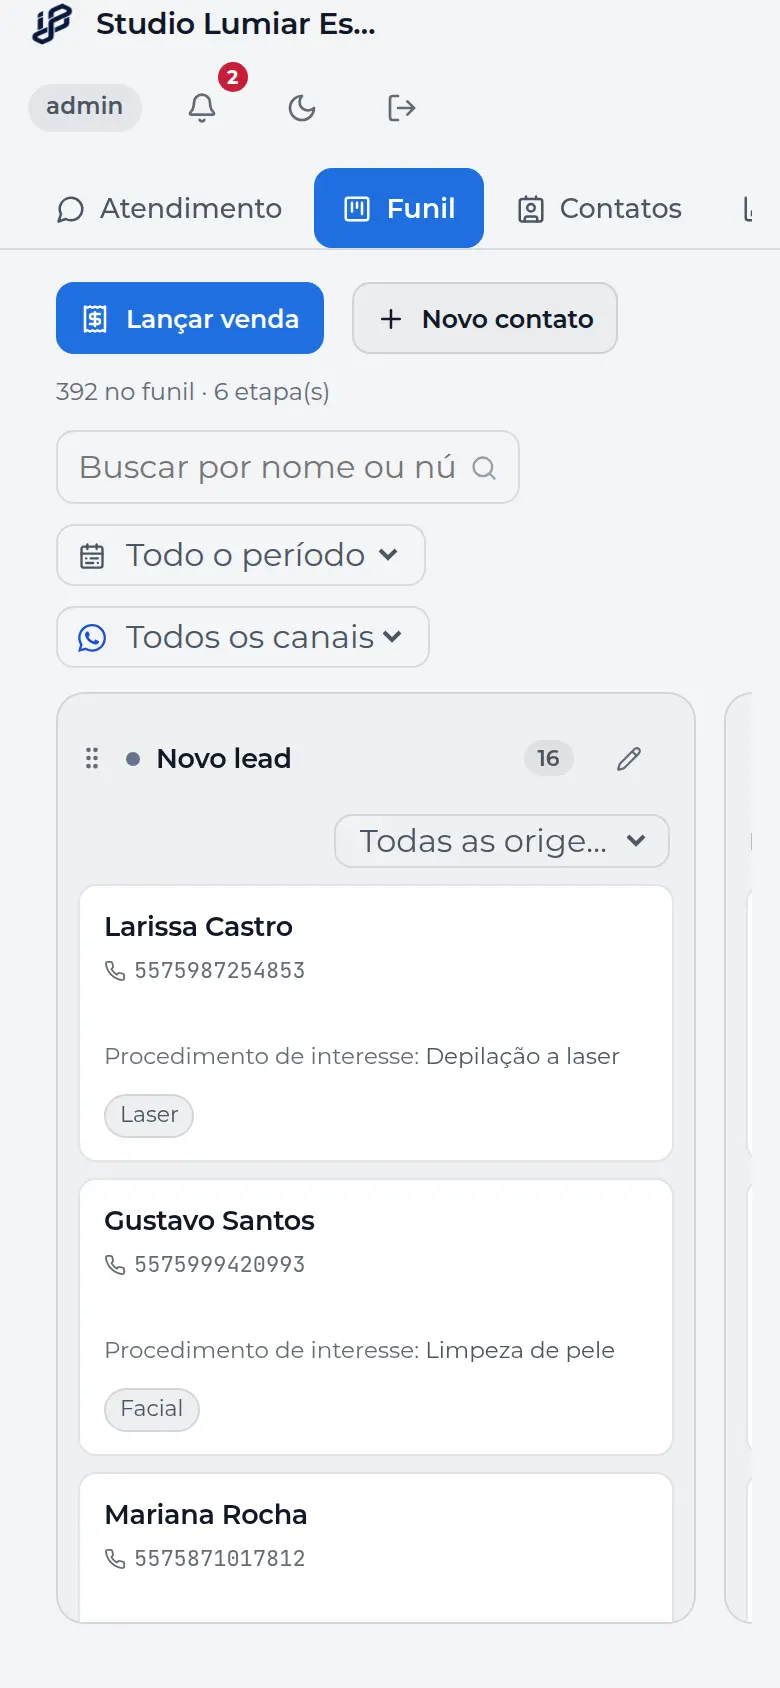 Studio Lumiar Es...
2
admin
Atendimento
Funil
Contatos
Lançar venda
Novo contato
392 no funil · 6 etapa(s)
Buscar por nome ou nú
Todo o período
Todos os canais
Novo lead
16
Todas as orige...
Larissa Castro
5575987254853
Procedimento de interesse: Depilação a laser
Laser
Gustavo Santos
5575999420993
Procedimento de interesse: Limpeza de pele
Facial
Mariana Rocha
5575871017812